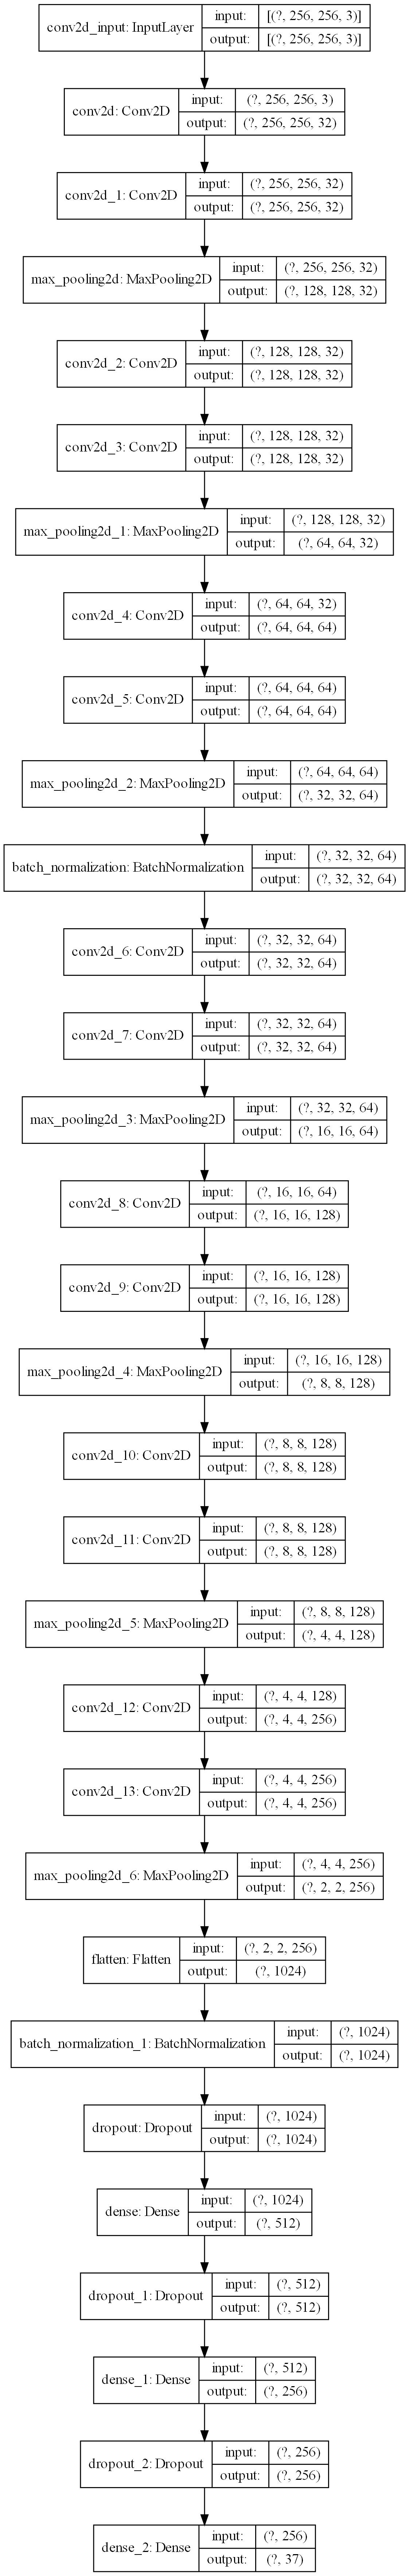 conv2d_input: InputLayer
input: [(?, 256, 256, 3)]
output: [(?, 256, 256, 3)]
conv2d: Conv2D
input: (?, 256, 256, 3)
output: (?, 256, 256, 32)
conv2d_1: Conv2D
input: (?, 256, 256, 32)
output: (?, 256, 256, 32)
max_pooling2d: MaxPooling2D
input: (?, 256, 256, 32)
output: (?, 128, 128, 32)
conv2d_2: Conv2D
input: (?, 128, 128, 32)
output: (?, 128, 128, 32)
conv2d_3: Conv2D
input: (?, 128, 128, 32)
output: (?, 128, 128, 32)
max_pooling2d_1: MaxPooling2D
input: (?, 128, 128, 32)
output: (?, 64, 64, 32)
conv2d_4: Conv2D
input: (?, 64, 64, 32)
output: (?, 64, 64, 64)
conv2d_5: Conv2D
input: (?, 64, 64, 64)
output: (?, 64, 64, 64)
max_pooling2d_2: MaxPooling2D
input: (?, 64, 64, 64)
output: (?, 32, 32, 64)
batch_normalization: BatchNormalization
input: (?, 32, 32, 64)
output: (?, 32, 32, 64)
conv2d_6: Conv2D
input: (?, 32, 32, 64)
output: (?, 32, 32, 64)
conv2d_7: Conv2D
input: (?, 32, 32, 64)
output: (?, 32, 32, 64)
max_pooling2d_3: MaxPooling2D
input: (?, 32, 32, 64)
output: (?, 16, 16, 64)
conv2d_8: Conv2D
input: (?, 16, 16, 64)
output: (?, 16, 16, 128)
conv2d_9: Conv2D
input: (?, 16, 16, 128)
output: (?, 16, 16, 128)
max_pooling2d_4: MaxPooling2D
input: (?, 16, 16, 128)
output: (?, 8, 8, 128)
conv2d_10: Conv2D
input: (?, 8, 8, 128)
output: (?, 8, 8, 128)
conv2d_11: Conv2D
input: (?, 8, 8, 128)
output: (?, 8, 8, 128)
max_pooling2d_5: MaxPooling2D
input: (?, 8, 8, 128)
output: (?, 4, 4, 128)
conv2d_12: Conv2D
input: (?, 4, 4, 128)
output: (?, 4, 4, 256)
conv2d_13: Conv2D
input: (?, 4, 4, 256)
output: (?, 4, 4, 256)
max_pooling2d_6: MaxPooling2D
input: (?, 4, 4, 256)
output: (?, 2, 2, 256)
flatten: Flatten
input: (?, 2, 2, 256)
output: (?, 1024)
batch_normalization_1: BatchNormalization
input: (?, 1024)
output: (?, 1024)
dropout: Dropout
input: (?, 1024)
output: (?, 1024)
dense: Dense
input: (?, 1024)
output: (?, 512)
dropout_1: Dropout
input: (?, 512)
output: (?, 512)
dense_1: Dense
input: (?, 512)
output: (?, 256)
dropout_2: Dropout
input: (?, 256)
output: (?, 256)
dense_2: Dense
input: (?, 256)
output: (?, 37)